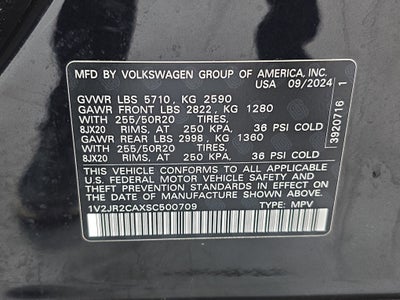 MFD BY VOLKSWAGEN GROUP OF AMERICA, INC.
USA 09/2024
GVWR LBS 5710, KG 2590
GAWR FRONT LBS 2822, KG 1280
WITH 255/50R20 TIRES,
8JX20 RIMS, AT 250 KPA. 36 PSI COLD
GAWR REAR LBS 2998, KG 1360
WITH 255/50R20 TIRES,
8JX20 RIMS, AT 250 KPA. 36 PSI COLD
THIS VEHICLE CONFORMS TO ALL APPLICABLE
U.S. FEDERAL MOTOR VEHICLE SAFETY AND
THEFT PREVENTION STANDARDS IN EFFECT ON THE
DATE OF MANUFACTURE SHOWN ABOVE.
1V2JR2CAXSC500709 TYPE: MPV
3920716 1